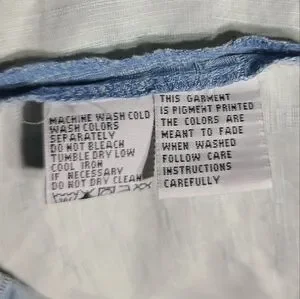 MACHINE WASH COLD
WASH COLORS
SEPARATELY
DO NOT BLEACH
TUMBLE DRY LOW
COOL IRON
IF NECESSARY
DO NOT DRY CLEAN
THIS GARMENT
IS PIGMENT PRINTED
THE COLORS ARE
MEANT TO FADE
WHEN WASHED
FOLLOW CARE
INSTRUCTIONS
CAREFULLY